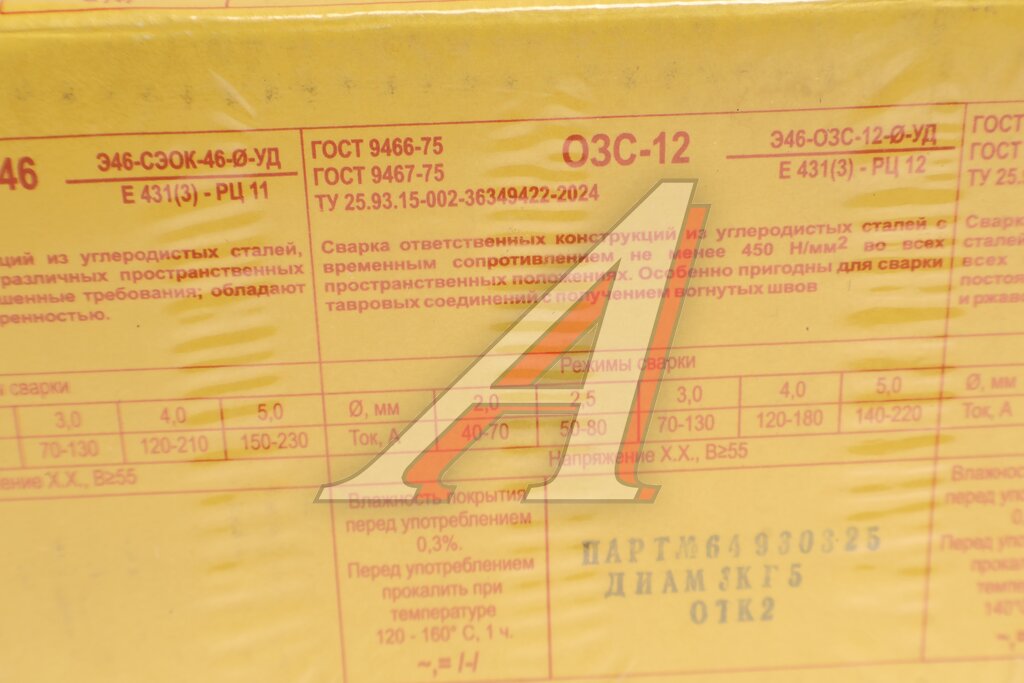 46
Э46-СЭОК-46-Ø-УД
Е 431(3) - РЦ 11
ций из углеродистых сталей,
различных пространственных
шенные требования; обладают
ренностью.
сварки
3,0 4,0 5,0
70-130 120-210 150-230
ение Х.Х., В≥55
ГОСТ 9466-75
ГОСТ 9467-75
ТУ 25.93.15-002-36349422-2024
ОЗС-12
Э46-ОЗС-12-Ø-УД
Е 431(3) - РЦ 12
Сварка ответственных конструкций из углеродистых сталей с
временным сопротивлением не менее 450 Н/мм2 во всех
пространственных положениях. Особенно пригодны для сварки
тавровых соединений с получением вогнутых швов
Режимы сварки
Ø, мм 2,0 2,5 3,0 4,0 5,0
Ток, А 40-70 50-80 70-130 120-180 140-220
Напряжение Х.Х., В≥55
Влажность покрытия
перед употреблением
0,3%.
Перед употреблением
прокалить при
температуре
120 - 160° С, 1 ч.
~,= /-/
ПАРТ№64930325
ДИАМ3КГ5
ОТК2
ГОСТ
ГОСТ
ТУ 25.
Сварка
сталей
всех
посто
и ржав
Ø, мм
Ток, А
Влажно
перед упо
Перед упо
прокал
темпе
140°